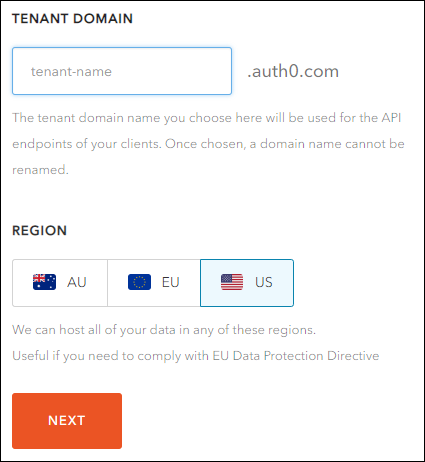 TENANT DOMAIN
tenant-name .auth0.com
The tenant domain name you choose here will be used for the API
endpoints of your clients. Once chosen, a domain name cannot be
renamed.
REGION
AU EU US
We can host all of your data in any of these regions.
Useful if you need to comply with EU Data Protection Directive
NEXT